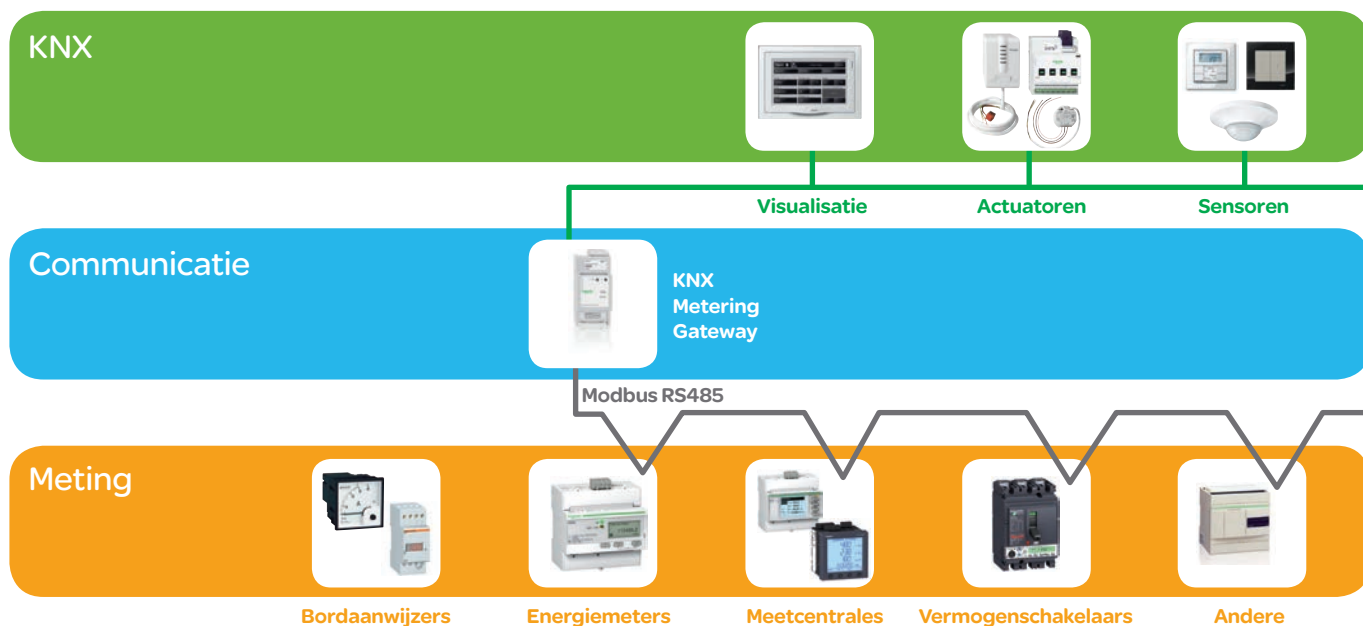 KNX
Visualisatie
Actuatoren
Sensoren
Communicatie
KNX
Metering
Gateway
Modbus RS485
Meting
Bordaanwijzers
Energiemeters
Meetcentrales
Vermogenschakelaars
Andere